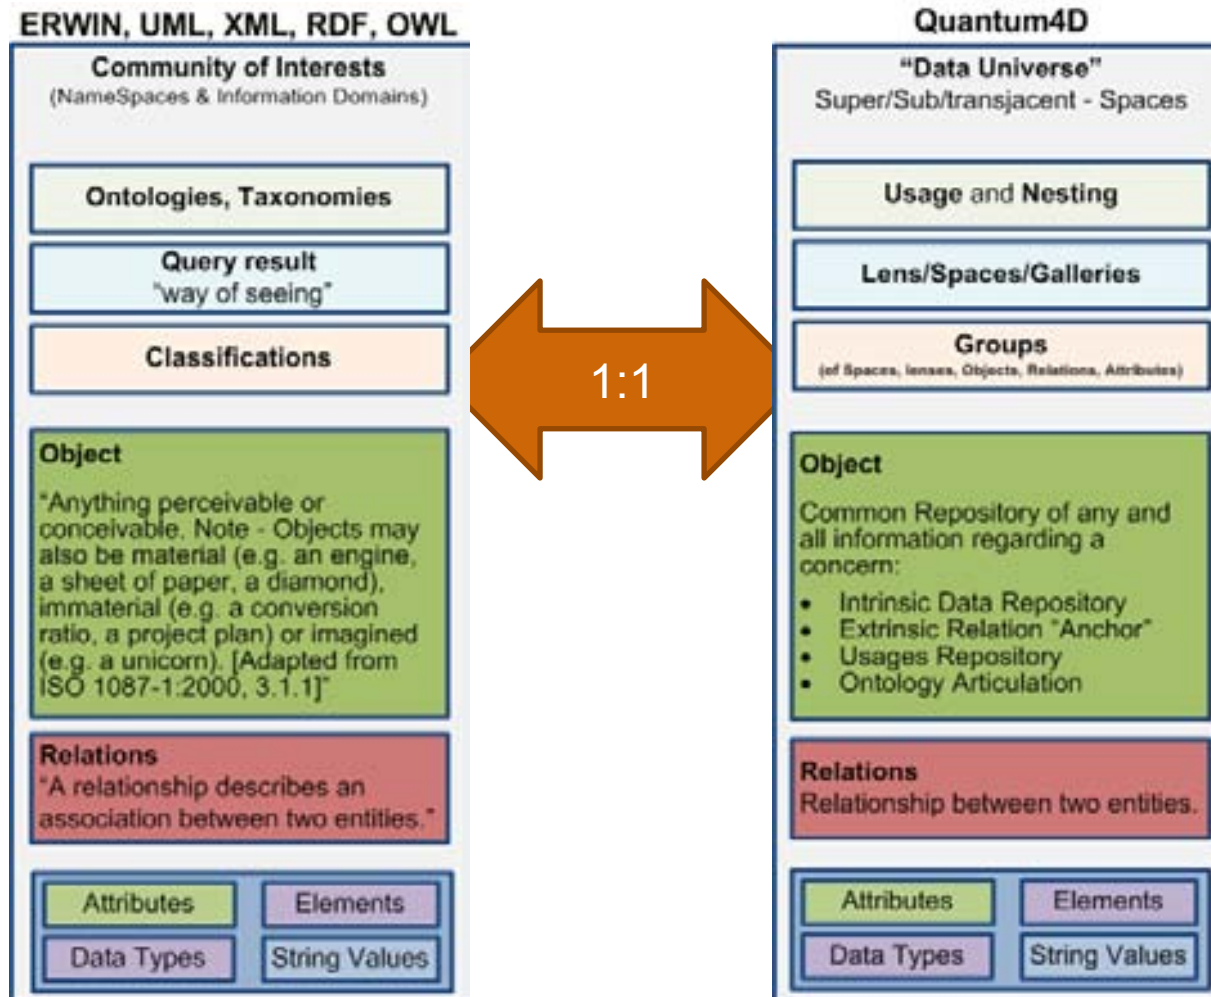 ERWIN, UML, XML, RDF, OWL
Community of Interests
(NameSpaces & Information Domains)
Ontologies, Taxonomies
Query result
“way of seeing”
Classifications
Object
“Anything perceivable or
conceivable. Note - Objects may
also be material (e.g. an engine,
a sheet of paper, a diamond),
immaterial (e.g. a conversion
ratio, a project plan) or imagined
(e.g. a unicorn). [Adapted from
ISO 1087-1:2000, 3.1.1]”
Relations
“A relationship describes an
association between two entities.”
Attributes
Elements
Data Types
String Values
1:1
Quantum4D
“Data Universe”
Super/Sub/transjacent - Spaces
Usage and Nesting
Lens/Spaces/Galleries
Groups
(of Spaces, lenses, Objects, Relations, Attributes)
Object
Common Repository of any and
all information regarding a
concern:
• Intrinsic Data Repository
• Extrinsic Relation “Anchor”
• Usages Repository
• Ontology Articulation
Relations
Relationship between two entities.
Attributes
Elements
Data Types
String Values